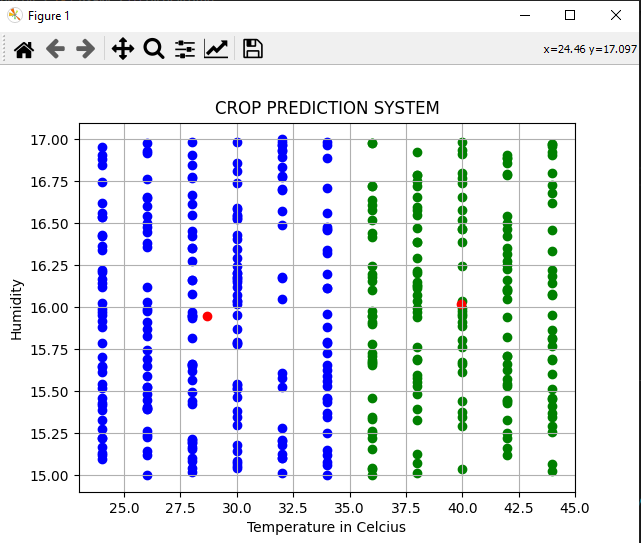 Figure 1
x=24.46 y=17.097
CROP PREDICTION SYSTEM
17.00
16.75
16.50
16.25
16.00
15.75
15.50
15.25
15.00
Humidity
25.0 27.5 30.0 32.5 35.0 37.5 40.0 42.5 45.0
Temperature in Celcius